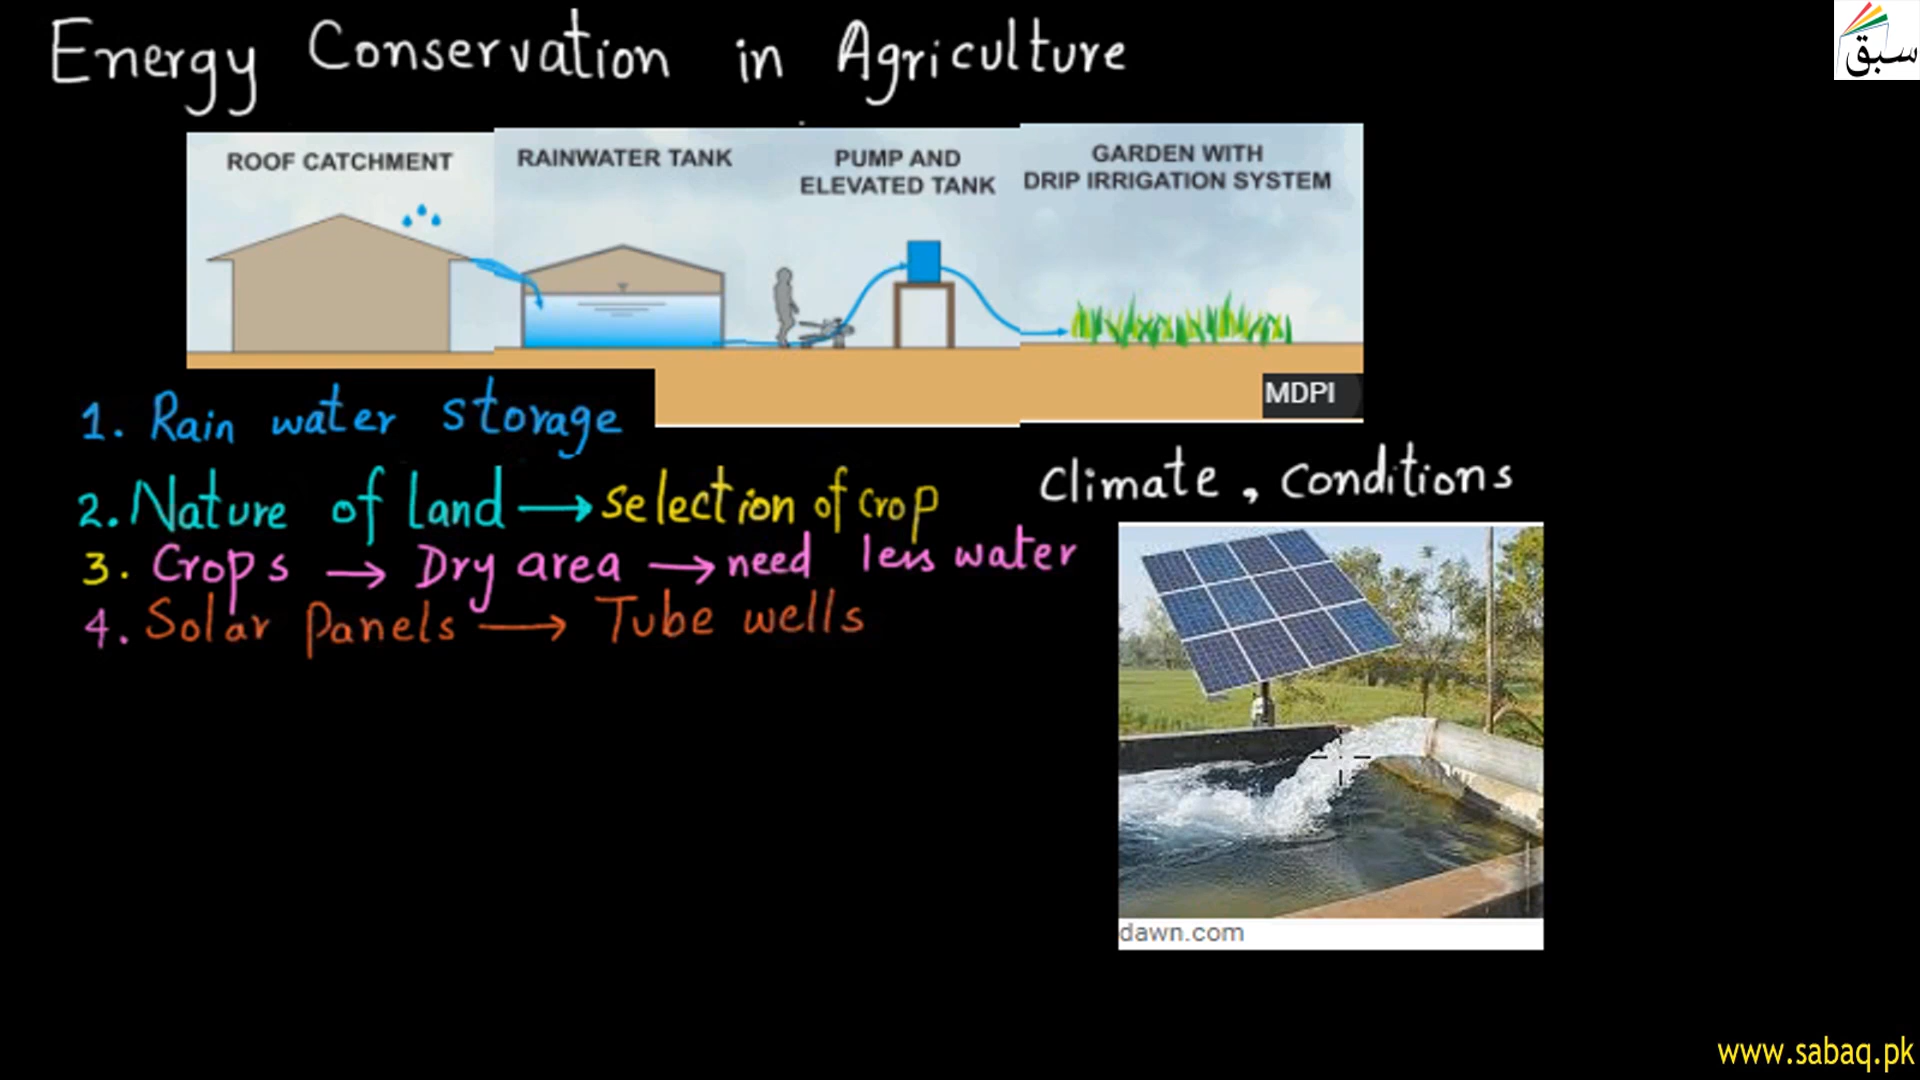 Energy Conservation in Agriculture
سبق
ROOF CATCHMENT
RAINWATER TANK
PUMP AND
ELEVATED TANK
GARDEN WITH
DRIP IRRIGATION SYSTEM
MDPI
1. Rain water storage
2. Nature of land → selection of crop
Climate, Conditions
3. Crops → Dry area → need less water
4. Solar Panels → Tube wells
dawn.com
www.sabaq.pk